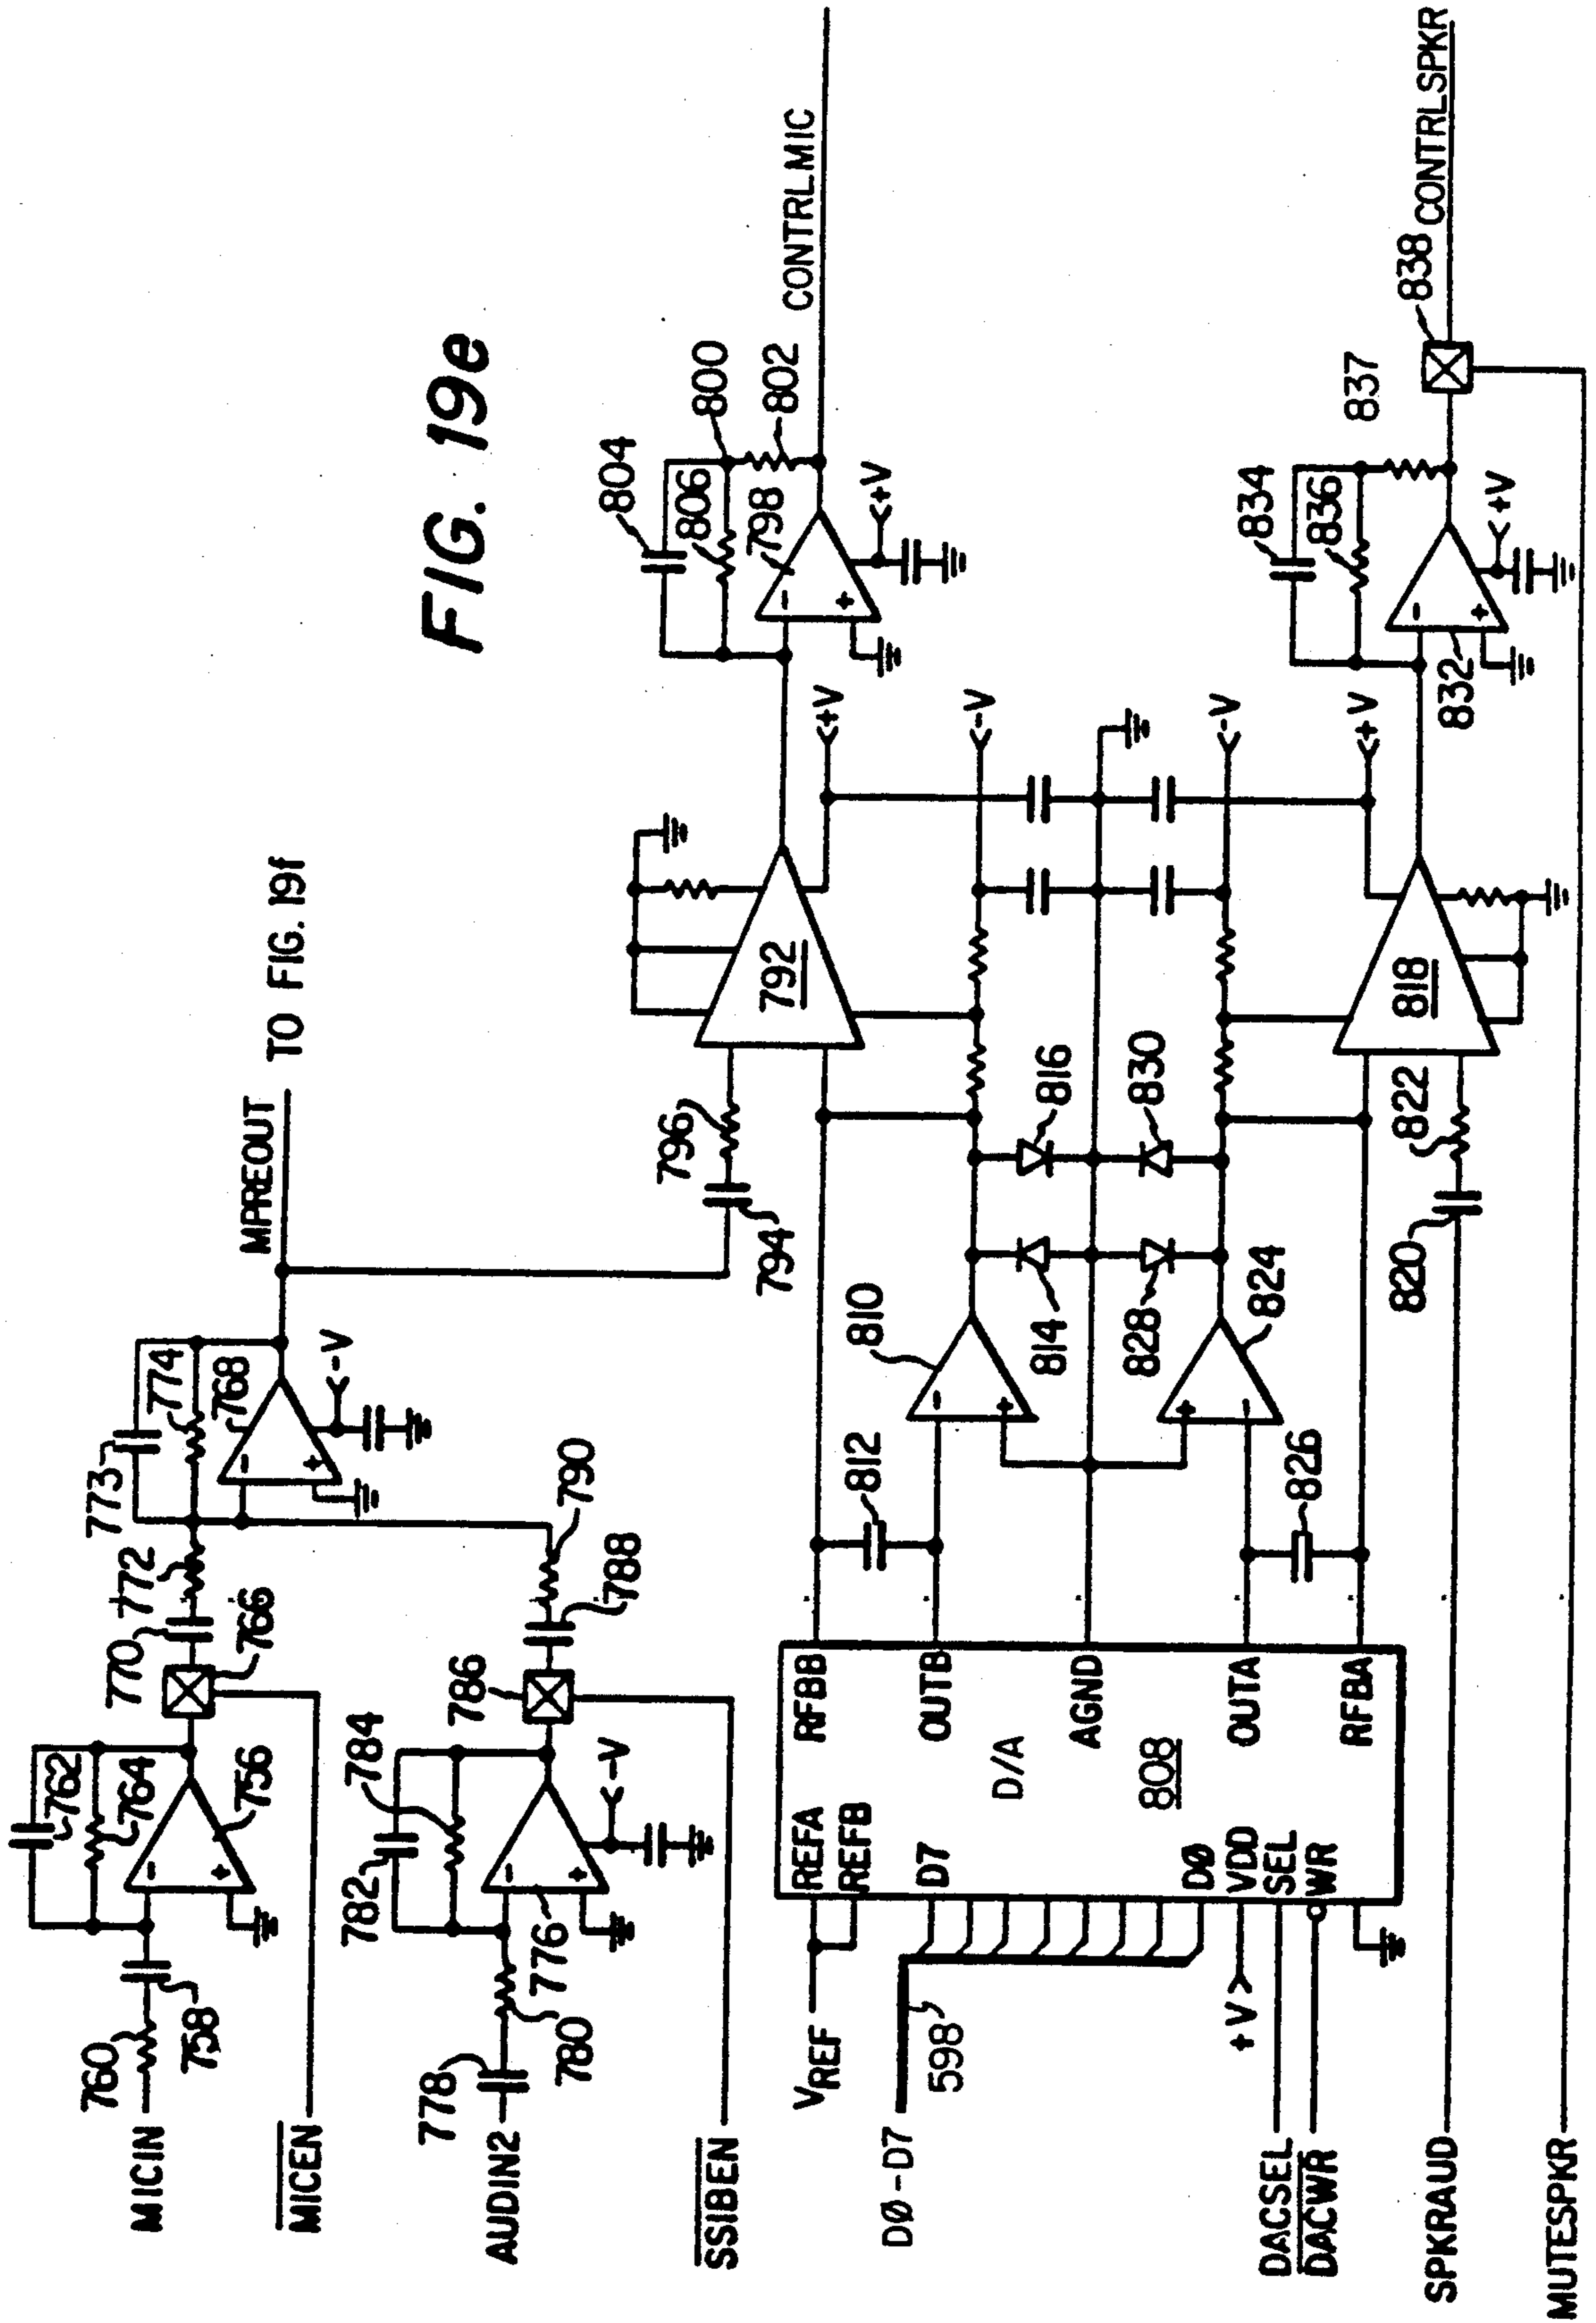 FIG. 19e
MICIN
760
758
762
764
756
MICEN
766
770
772
773
774
768
-V
MPREOUT
TO FIG. 19f
AUDIN2
778
780
782
784
776
-V
786
788
790
SSIBEN
794
796
792
+V
-V
804
806
798
800
802
+V
CONTRLMIC
VREF
REFA
REFB
RFBB
DØ-D7
598
D7
DØ
OUTB
D/A
AGND
808
+V
VDD
OUTA
DACSEL
SEL
DACWR
WR
RFBA
812
810
814
816
828
830
824
826
-V
+V
SPKRAUD
820
822
818
832
834
836
+V
837
838
CONTRLSPKR
MUTESPKR